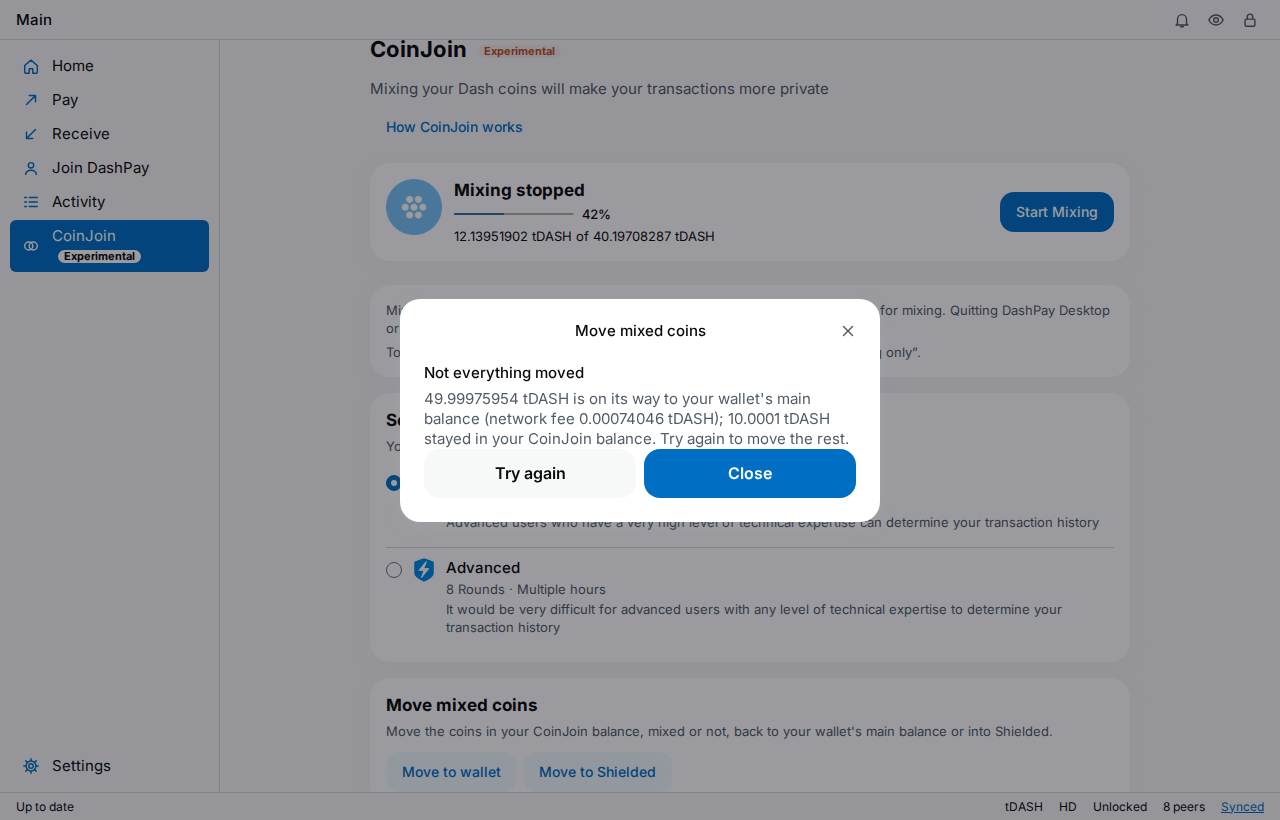 Main
Home
Pay
Receive
Join DashPay
Activity
CoinJoin
Experimental
Settings
CoinJoin Experimental
Mixing your Dash coins will make your transactions more private
How CoinJoin works
Mixing stopped
42%
12.13951902 tDASH of 40.19708287 tDASH
Start Mixing
for mixing. Quitting DashPay Desktop
or
To
only”.
Move mixed coins
Not everything moved
49.99975954 tDASH is on its way to your wallet's main
balance (network fee 0.00074046 tDASH); 10.0001 tDASH
stayed in your CoinJoin balance. Try again to move the rest.
Try again
Close
Advanced users who have a very high level of technical expertise can determine your transaction history
Advanced
8 Rounds · Multiple hours
It would be very difficult for advanced users with any level of technical expertise to determine your
transaction history
Move mixed coins
Move the coins in your CoinJoin balance, mixed or not, back to your wallet's main balance or into Shielded.
Move to wallet
Move to Shielded
Up to date
tDASH HD Unlocked 8 peers Synced